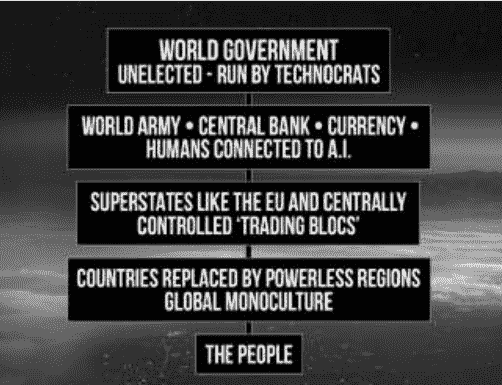 WORLD GOVERNMENT
UNELECTED - RUN BY TECHNOCRATS
WORLD ARMY • CENTRAL BANK • CURRENCY •
HUMANS CONNECTED TO A.I.
SUPERSTATES LIKE THE EU AND CENTRALLY
CONTROLLED 'TRADING BLOCS'
COUNTRIES REPLACED BY POWERLESS REGIONS
GLOBAL MONOCULTURE
THE PEOPLE